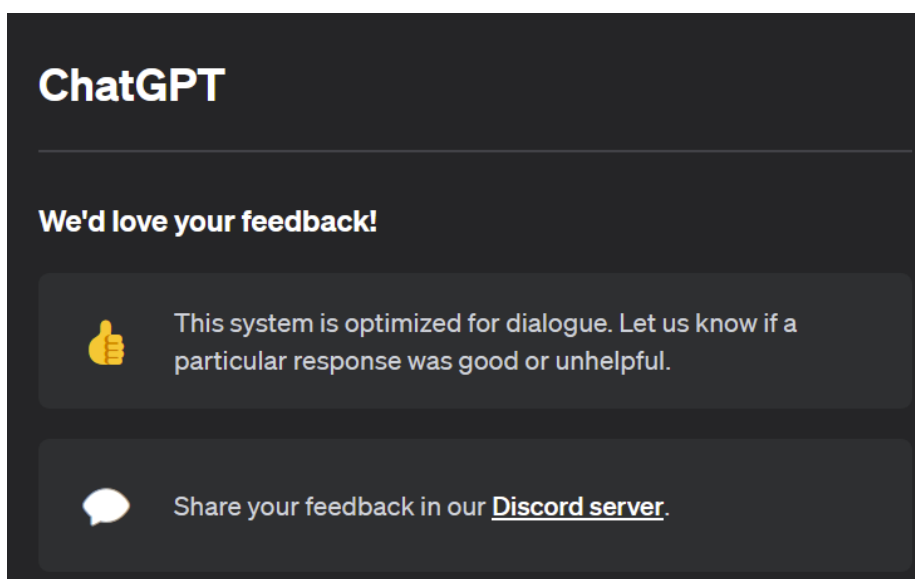 ChatGPT
We'd love your feedback!
This system is optimized for dialogue. Let us know if a
particular response was good or unhelpful.
Share your feedback in our Discord server.